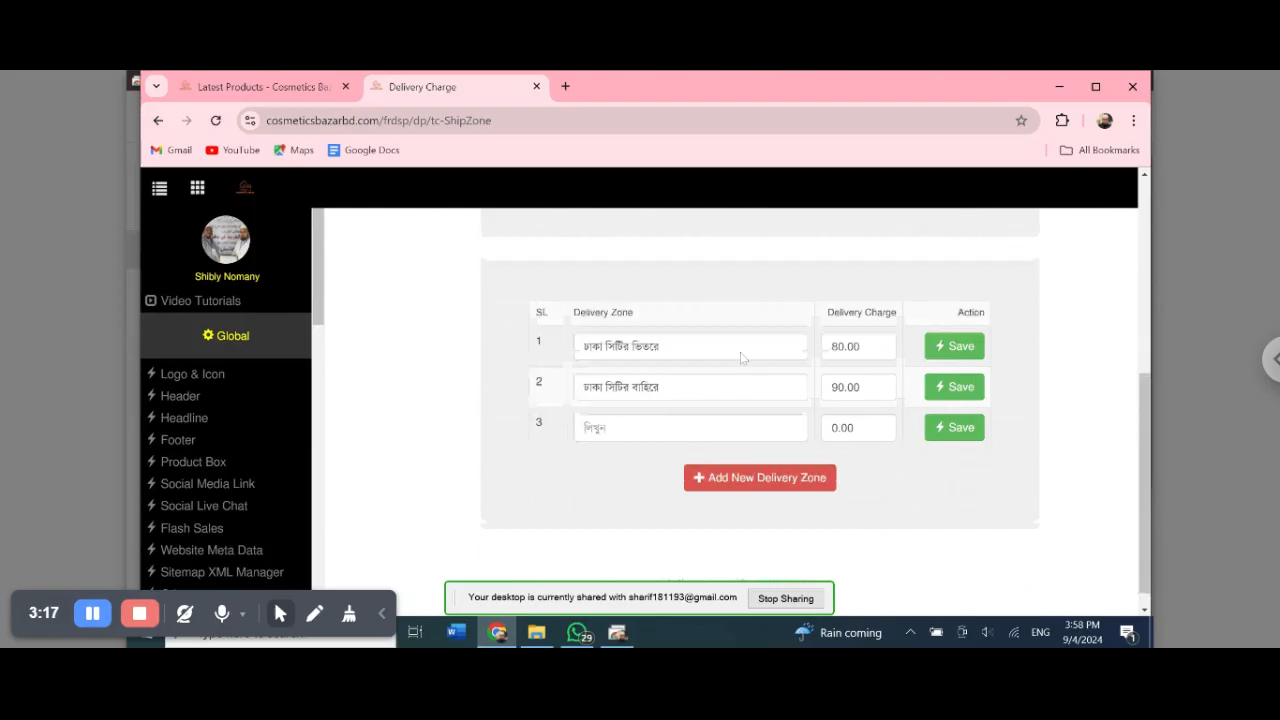 Latest Products - Cosmetics Ba
Delivery Charge
cosmeticsbazarbd.com/frdsp/dp/tc-ShipZone
Gmail YouTube Maps Google Docs All Bookmarks
Shibly Nomany
Video Tutorials
Global
Logo & Icon
Header
Headline
Footer
Product Box
Social Media Link
Social Live Chat
Flash Sales
Website Meta Data
Sitemap XML Manager
SL Delivery Zone Delivery Charge Action
1 ঢাকা সিটির ভিতরে 80.00 Save
2 ঢাকা সিটির বাহিরে 90.00 Save
3 লিখুন 0.00 Save
Add New Delivery Zone
Your desktop is currently shared with sharif181193@gmail.com Stop Sharing
3:17
29
Rain coming
ENG
3:58 PM
9/4/2024
1